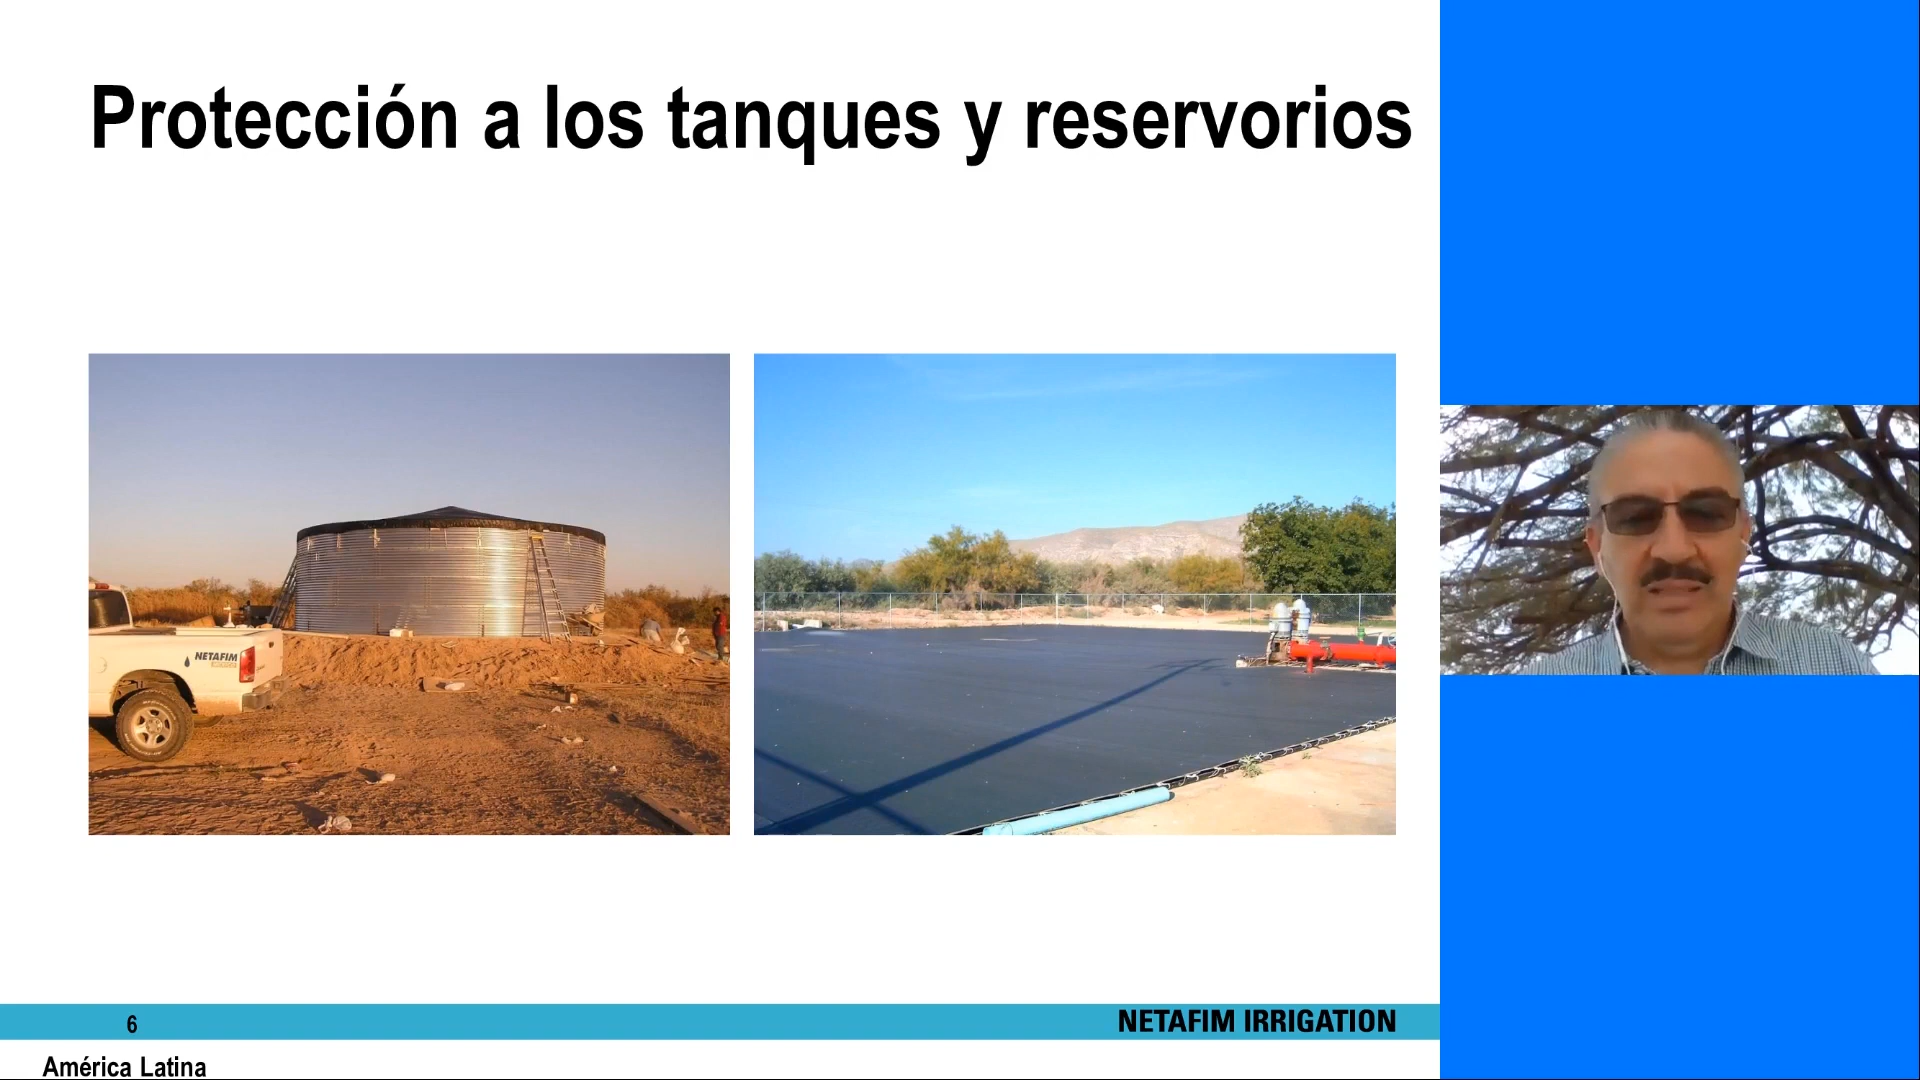 Protección a los tanques y reservorios
NETAFIM
6
NETAFIM IRRIGATION
América Latina